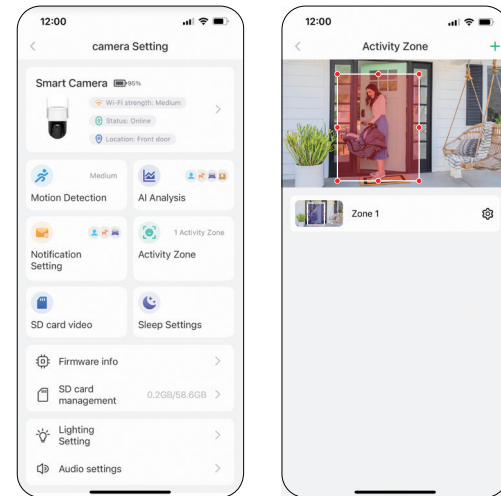 12:00
camera Setting
Smart Camera 95%
Wi-Fi strength: Medium
Status: Online
Location: Front door
Medium
Motion Detection
AI Analysis
Notification
Setting
1 Activity Zone
Activity Zone
SD card video
Sleep Settings
Firmware info
SD card
management
0.2GB/58.6GB
Lighting
Setting
Audio settings
12:00
Activity Zone
Zone 1